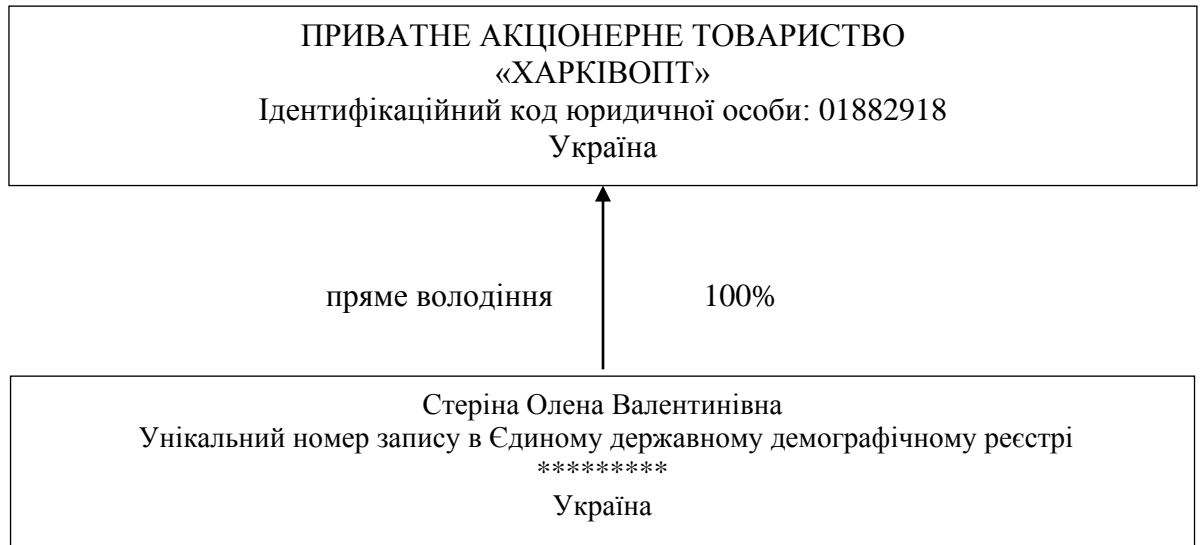 ПРИВАТНЕ АКЦІОНЕРНЕ ТОВАРИСТВО
«ХАРКІВОПТ»
Ідентифікаційний код юридичної особи: 01882918
Україна
пряме володіння 100%
Стеріна Олена Валентинівна
Унікальний номер запису в Єдиному державному демографічному реєстрі
*********
Україна